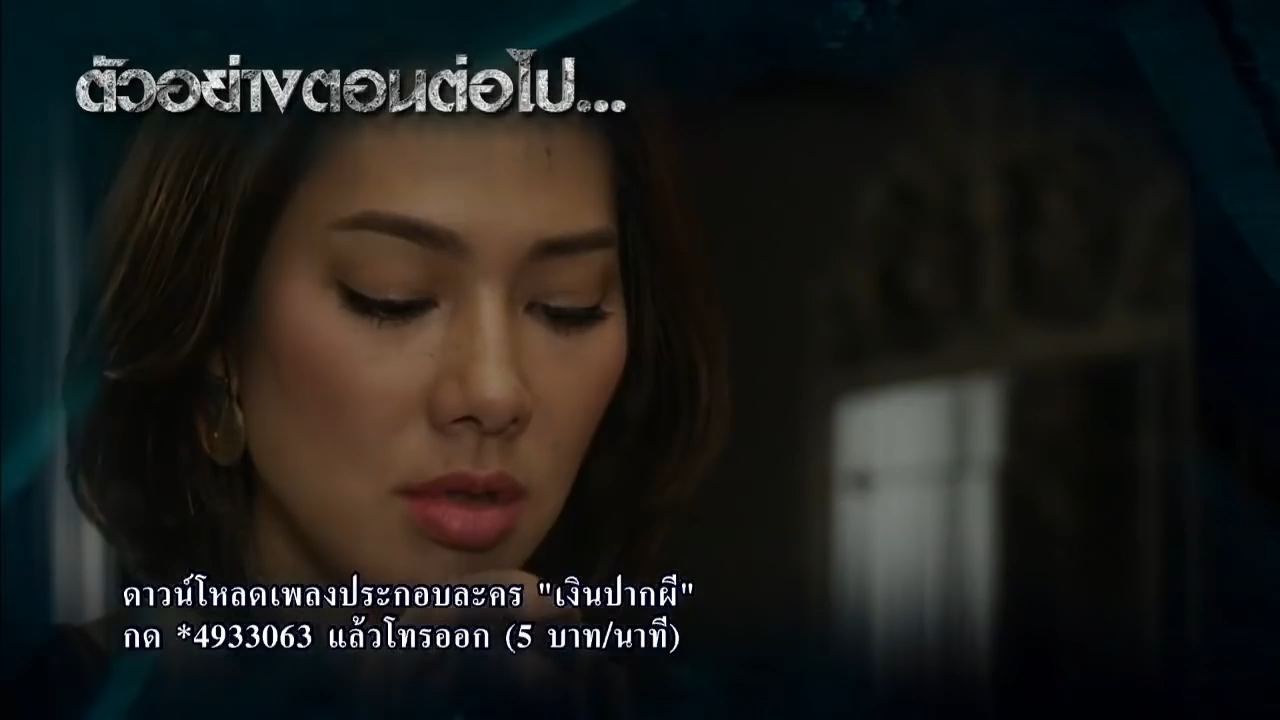 ตัวอย่างตอนต่อไป...
ดาวน์โหลดเพลงประกอบละคร "เงินปากผี"
กด *4933063 แล้วโทรออก (5 บาท/นาที)